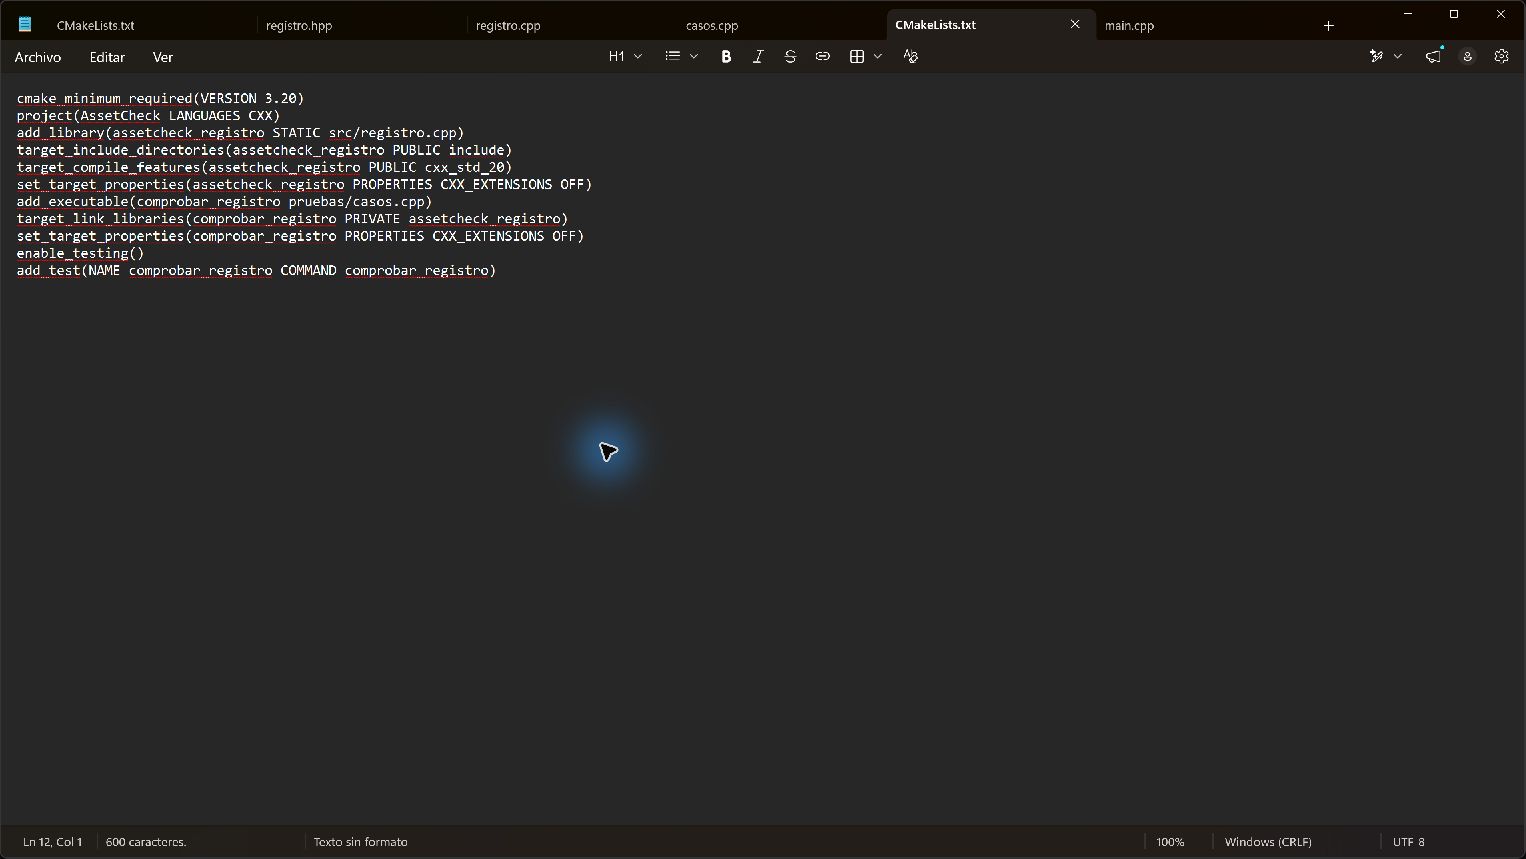 CMakeLists.txt registro.hpp registro.cpp casos.cpp CMakeLists.txt main.cpp
Archivo Editar Ver H1
cmake_minimum_required(VERSION 3.20)
project(AssetCheck LANGUAGES CXX)
add_library(assetcheck_registro STATIC src/registro.cpp)
target_include_directories(assetcheck_registro PUBLIC include)
target_compile_features(assetcheck_registro PUBLIC cxx_std_20)
set_target_properties(assetcheck_registro PROPERTIES CXX_EXTENSIONS OFF)
add_executable(comprobar_registro pruebas/casos.cpp)
target_link_libraries(comprobar_registro PRIVATE assetcheck_registro)
set_target_properties(comprobar_registro PROPERTIES CXX_EXTENSIONS OFF)
enable_testing()
add_test(NAME comprobar_registro COMMAND comprobar_registro)
Ln 12, Col 1 600 caracteres. Texto sin formato 100% Windows (CRLF) UTF 8